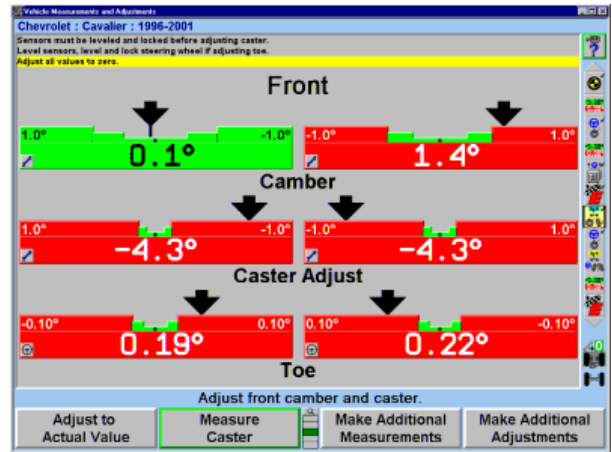 Vehicle Measurements and Adjustments
Chevrolet : Cavalier : 1996-2001
Sensors must be leveled and locked before adjusting caster.
Level sensors, level and lock steering wheel if adjusting toe.
Adjust all values to zero.
Front
1.0° -1.0° -1.0° 1.0°
0.1° 1.4°
Camber
1.0° -1.0° -1.0° 1.0°
-4.3° -4.3°
Caster Adjust
-0.10° 0.10° 0.10° -0.10°
0.19° 0.22°
Toe
Adjust front camber and caster.
Adjust to Measure Make Additional Make Additional
Actual Value Caster Measurements Adjustments